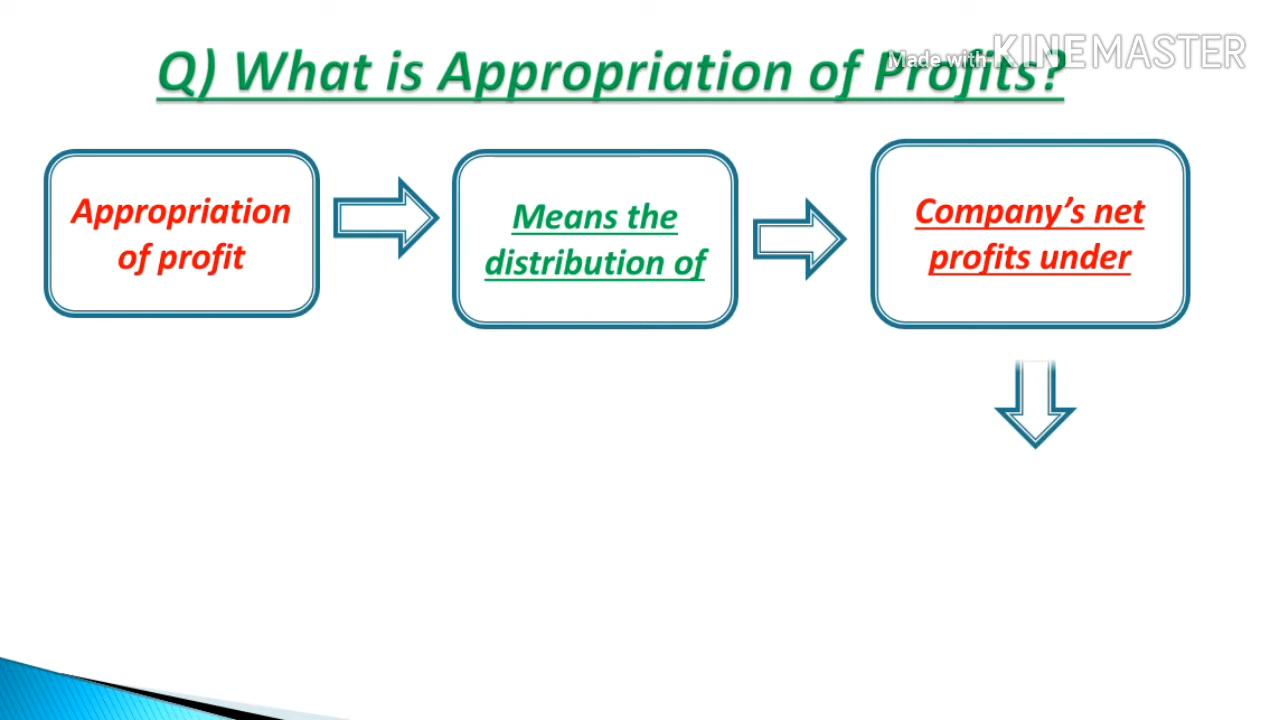 Q) What is Appropriation of Profits?
Made with KINEMASTER
Appropriation
of profit
Means the
distribution of
Company's net
profits under